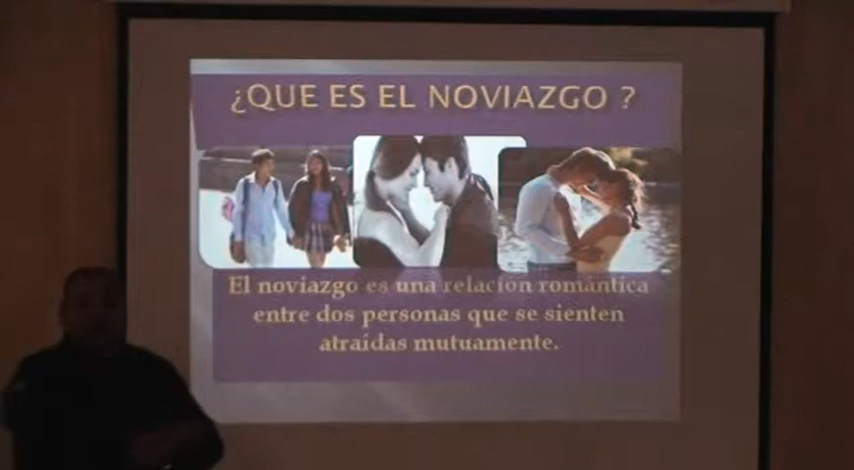 ¿QUE ES EL NOVIAZGO ?
El noviazgo es una relación romántica
entre dos personas que se sienten
atraídas mutuamente.